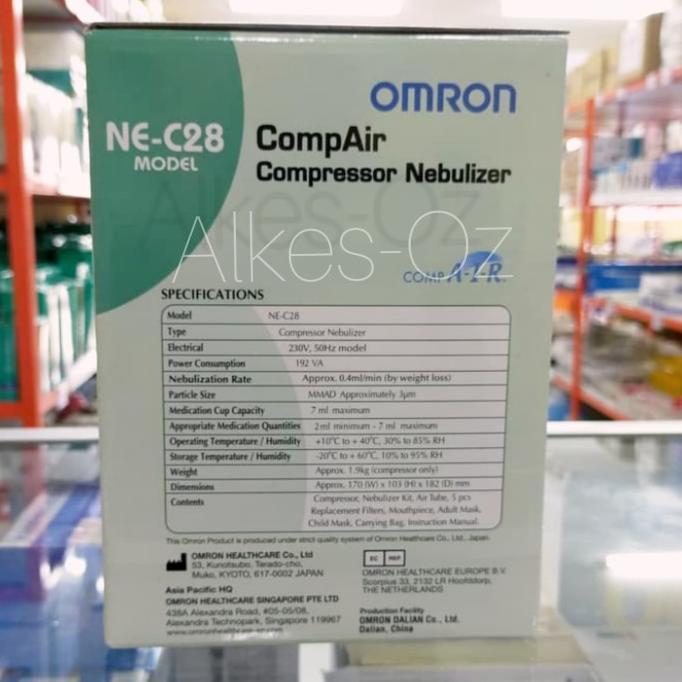 OMRON
NE-C28
MODEL
CompAir
Compressor Nebulizer
Alkes-Oz
COMP A-I-R
SPECIFICATIONS
Model NE-C28
Type Compressor Nebulizer
Electrical 230V, 50Hz model
Power Consumption 192 VA
Nebulization Rate Approx. 0.4ml/min (by weight loss)
Particle Size MMAD Approximately 3μm
Medication Cup Capacity 7 ml maximum
Appropriate Medication Quantities 2ml minimum - 7 ml maximum
Operating Temperature / Humidity +10°C to + 40°C, 30% to 85% RH
Storage Temperature / Humidity -20°C to + 60°C, 10% to 95% RH
Weight Approx. 1.9kg (compressor only)
Dimensions Approx. 170 (W) x 103 (H) x 182 (D) mm
Contents Compressor, Nebulizer Kit, Air Tube, 5 pcs
Replacement Filters, Mouthpiece, Adult Mask,
Child Mask, Carrying Bag, Instruction Manual.
This Omron Product is produced under strict quality system of Omron Healthcare Co., Ltd., Japan.
OMRON HEALTHCARE Co., Ltd
53, Kunotsubo, Terado-cho,
Muko, KYOTO, 617-0002 JAPAN
Asia Pacific HQ
OMRON HEALTHCARE SINGAPORE PTE LTD
438A Alexandra Road, #05-05/08,
Alexandra Technopark, Singapore 119967
www.omronhealthcare-ap.com
EC REP
OMRON HEALTHCARE EUROPE B.V.
Scorpius 33, 2132 LR Hoofddorp,
THE NETHERLANDS
Production Facility
OMRON DALIAN Co., LTD.
Dalian, China